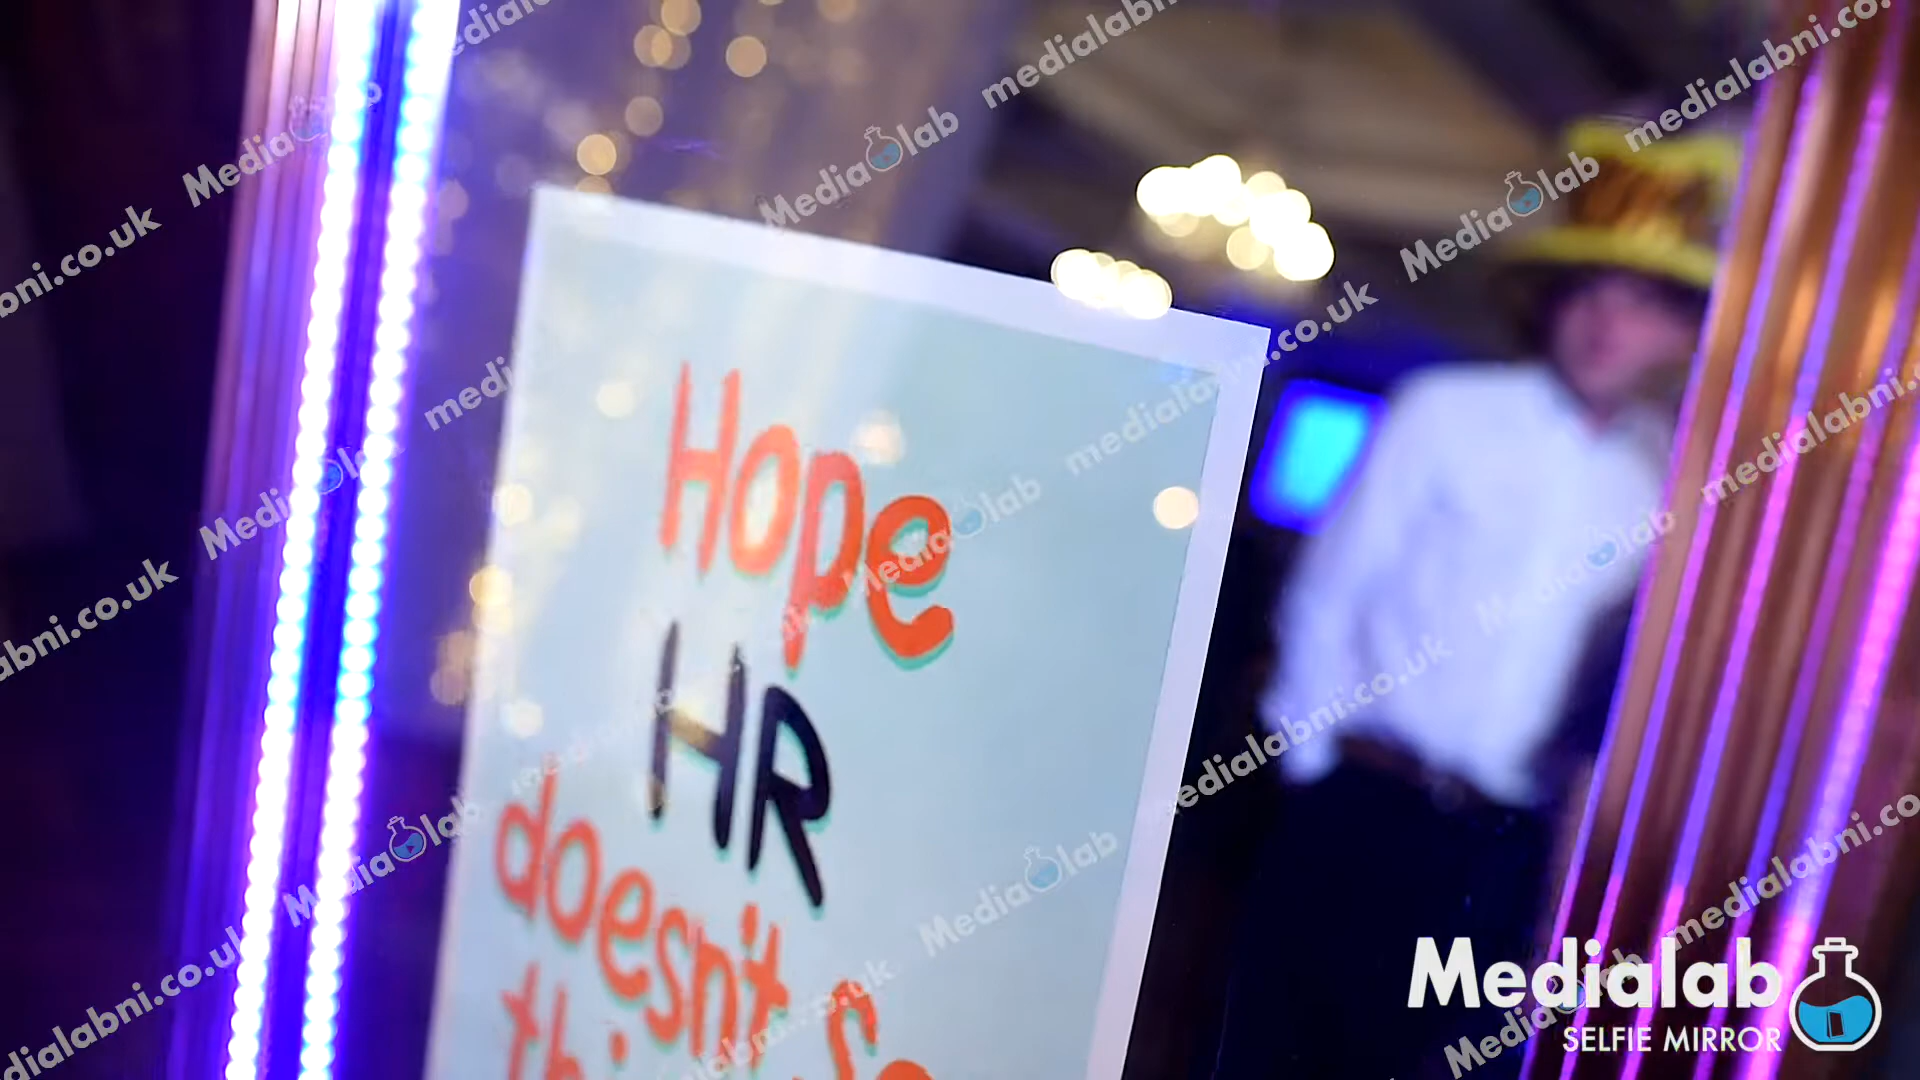 Hope
HR
doesn't
Medialab
SELFIE MIRROR
medialabni.co.uk